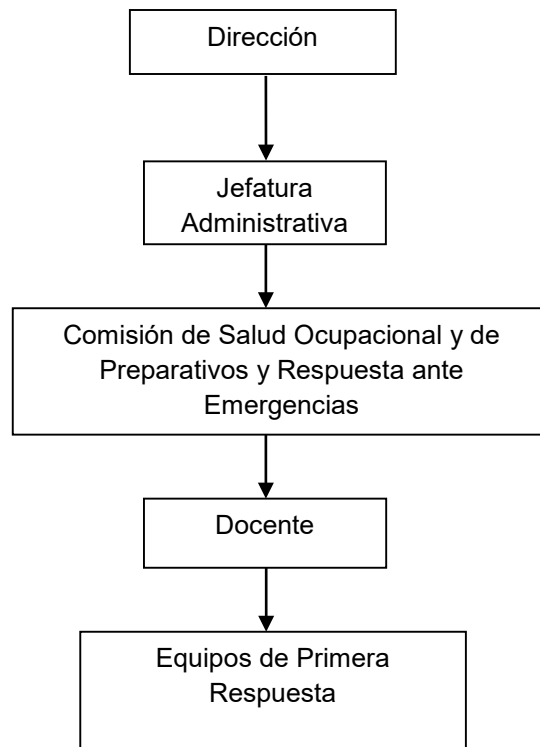 Dirección
Jefatura
Administrativa
Comisión de Salud Ocupacional y de
Preparativos y Respuesta ante
Emergencias
Docente
Equipos de Primera
Respuesta